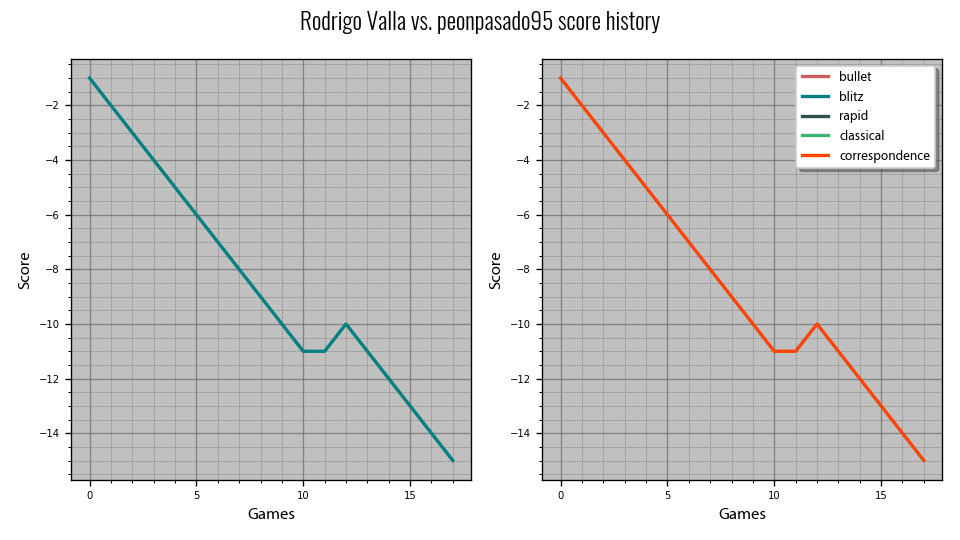 Rodrigo Valla vs. peonpasado95 score history
Score
−2
−4
−6
−8
−10
−12
−14
0
5
10
15
Games
Score
−2
−4
−6
−8
−10
−12
−14
0
5
10
15
Games
bullet
blitz
rapid
classical
correspondence